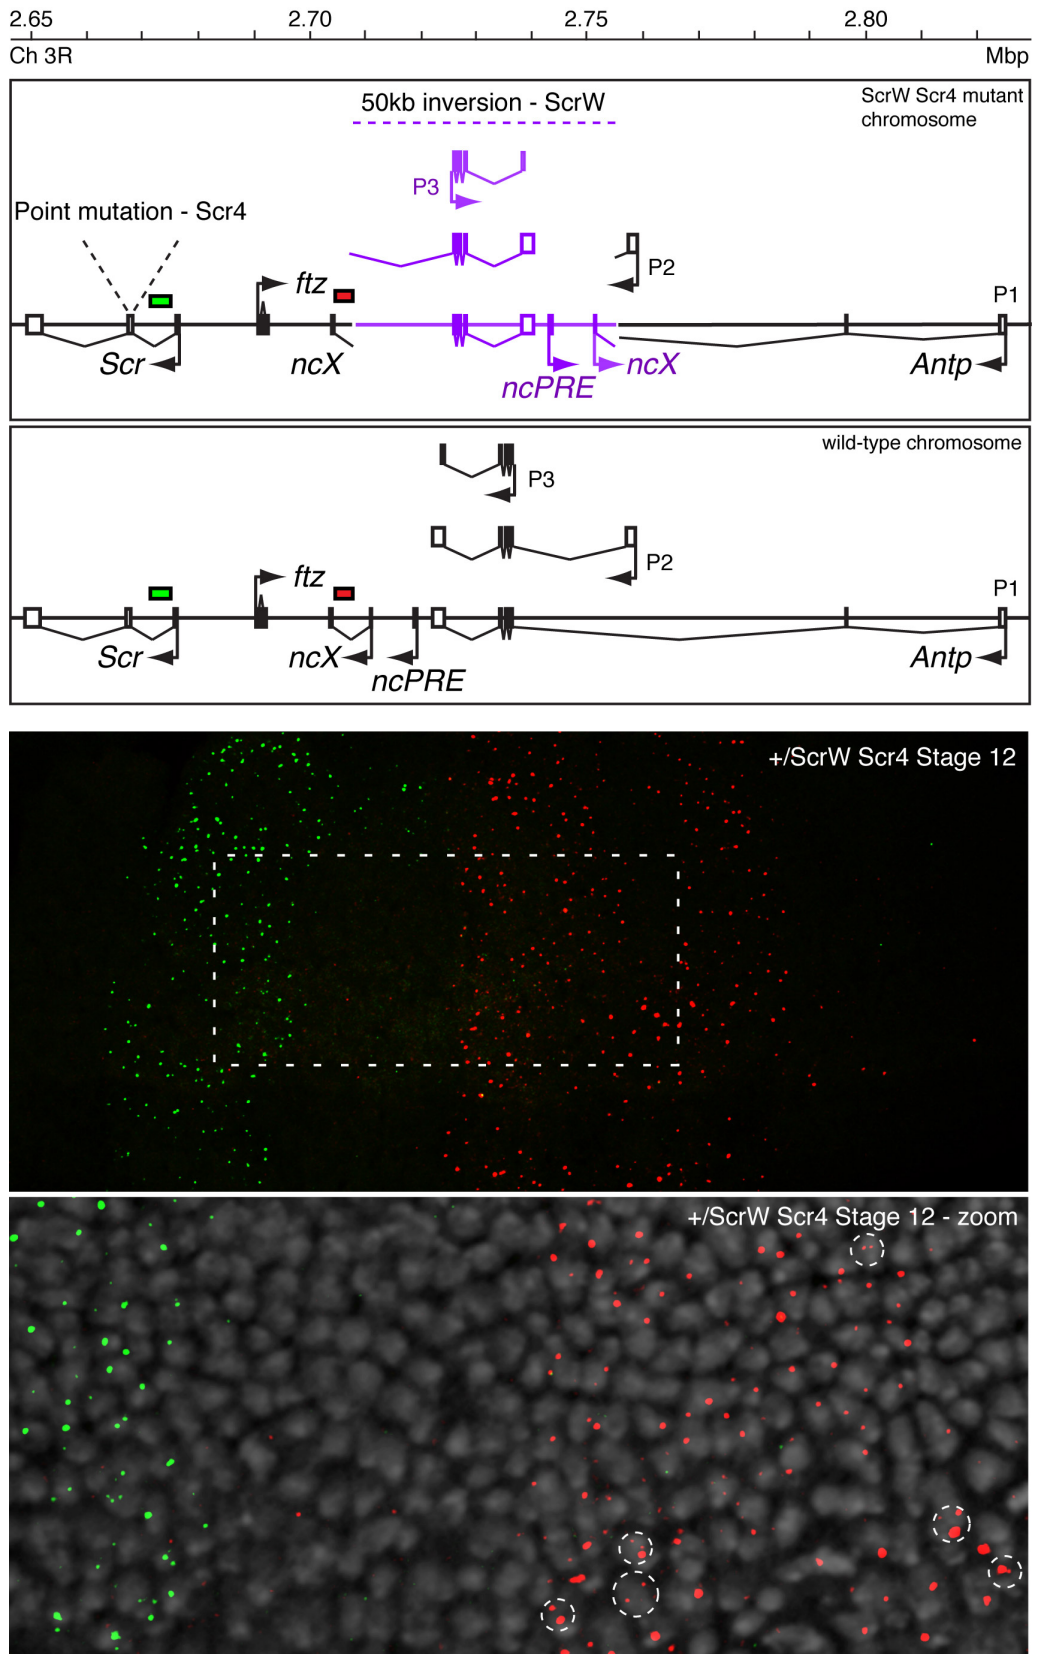 2.65 2.70 2.75 2.80
Ch 3R Mbp
50kb inversion - ScrW
ScrW Scr4 mutant
chromosome
P3
Point mutation - Scr4
P2
ftz
P1
Scr ncX ncX Antp
ncPRE
wild-type chromosome
P3
P2
ftz
P1
Scr ncX Antp
ncPRE
+/ScrW Scr4 Stage 12
+/ScrW Scr4 Stage 12 - zoom